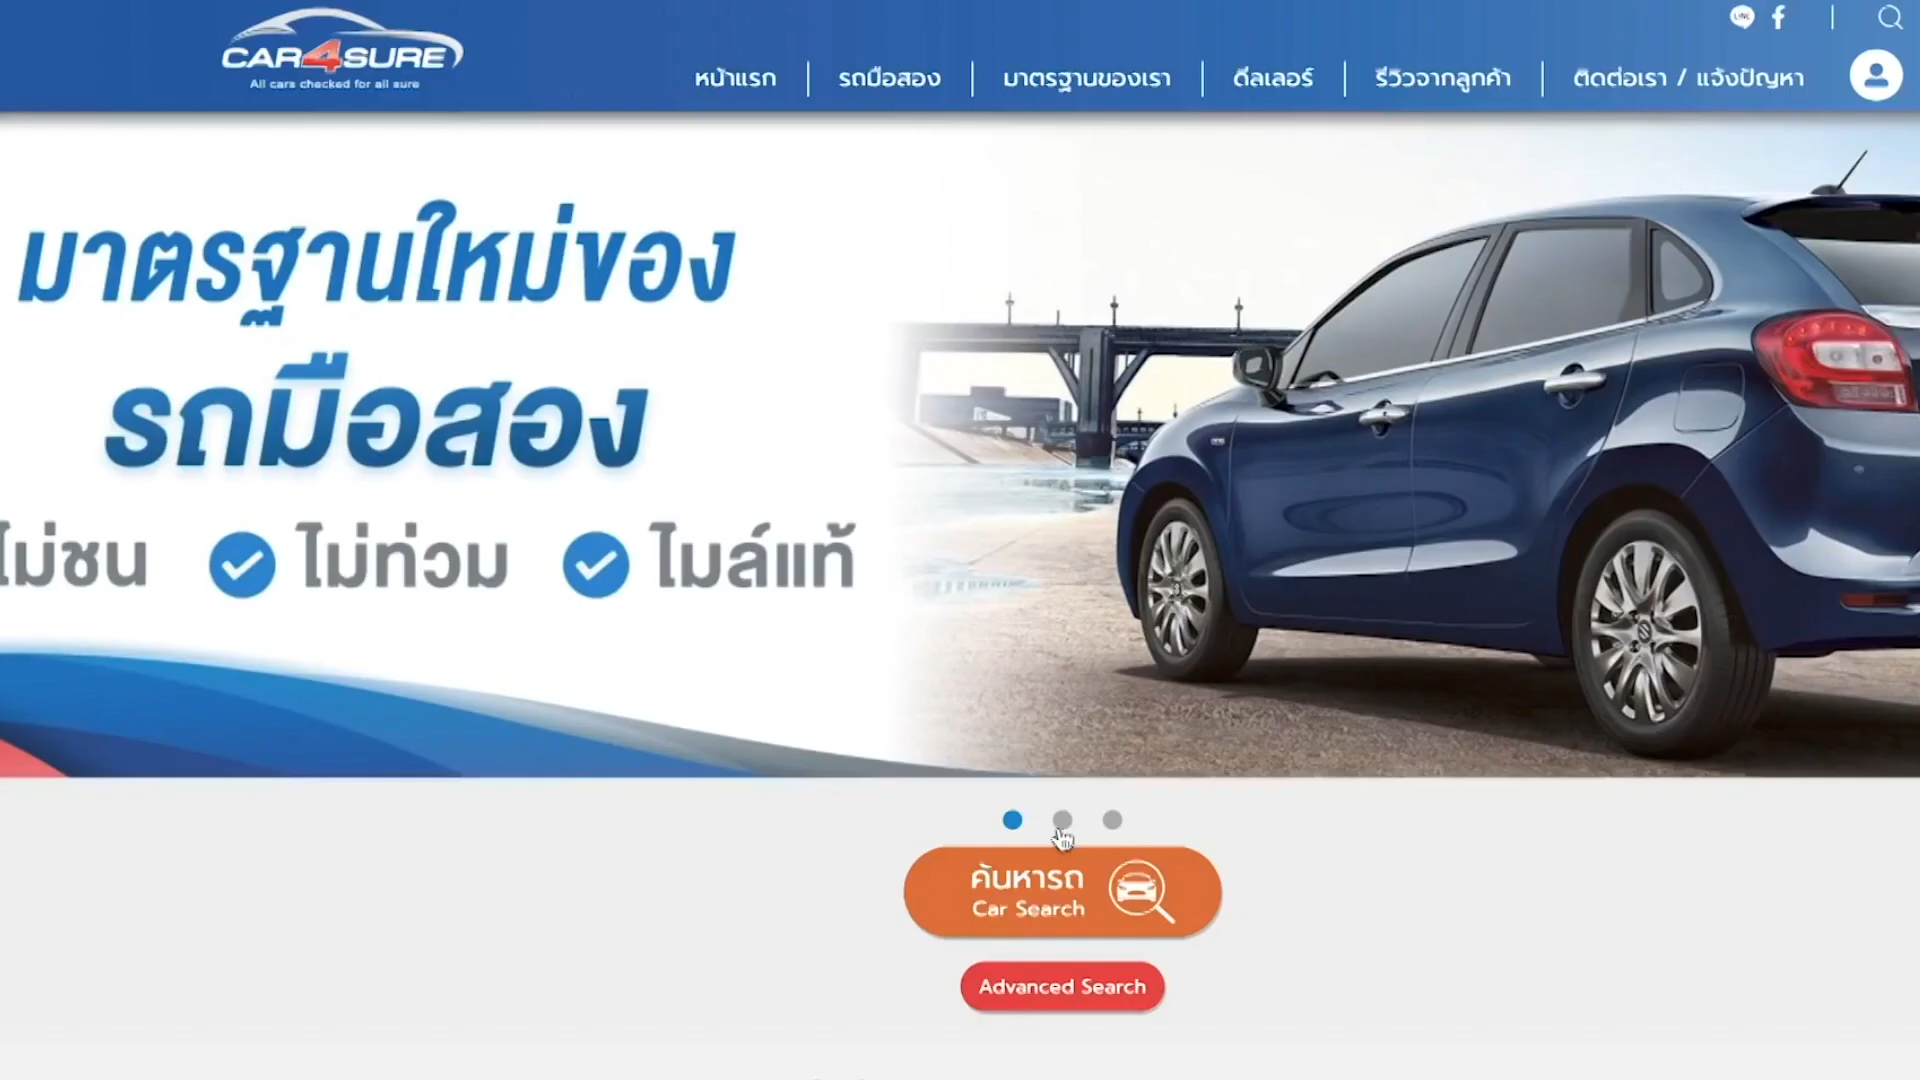 CAR4SURE
All cars checked for all sure
LINE
หน้าแรก
รถมือสอง
มาตรฐานของเรา
ดีลเลอร์
รีวิวจากลูกค้า
ติดต่อเรา / แจ้งปัญหา
มาตรฐานใหม่ของ
รถมือสอง
ไม่ชน ไม่ท่วม ไมล์แท้
ค้นหารถ
Car Search
Advanced Search